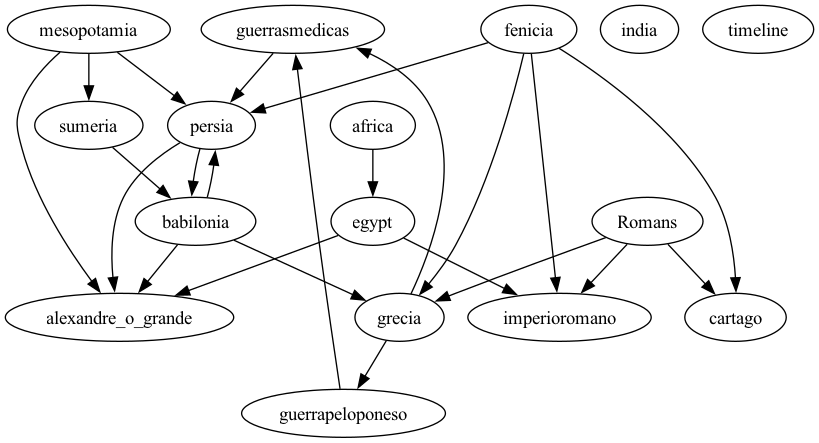 mesopotamia
guerrasmedicas
fenicia
india
timeline
sumeria
persia
africa
babilonia
egypt
Romans
alexandre_o_grande
grecia
imperioromano
cartago
guerrapeloponeso